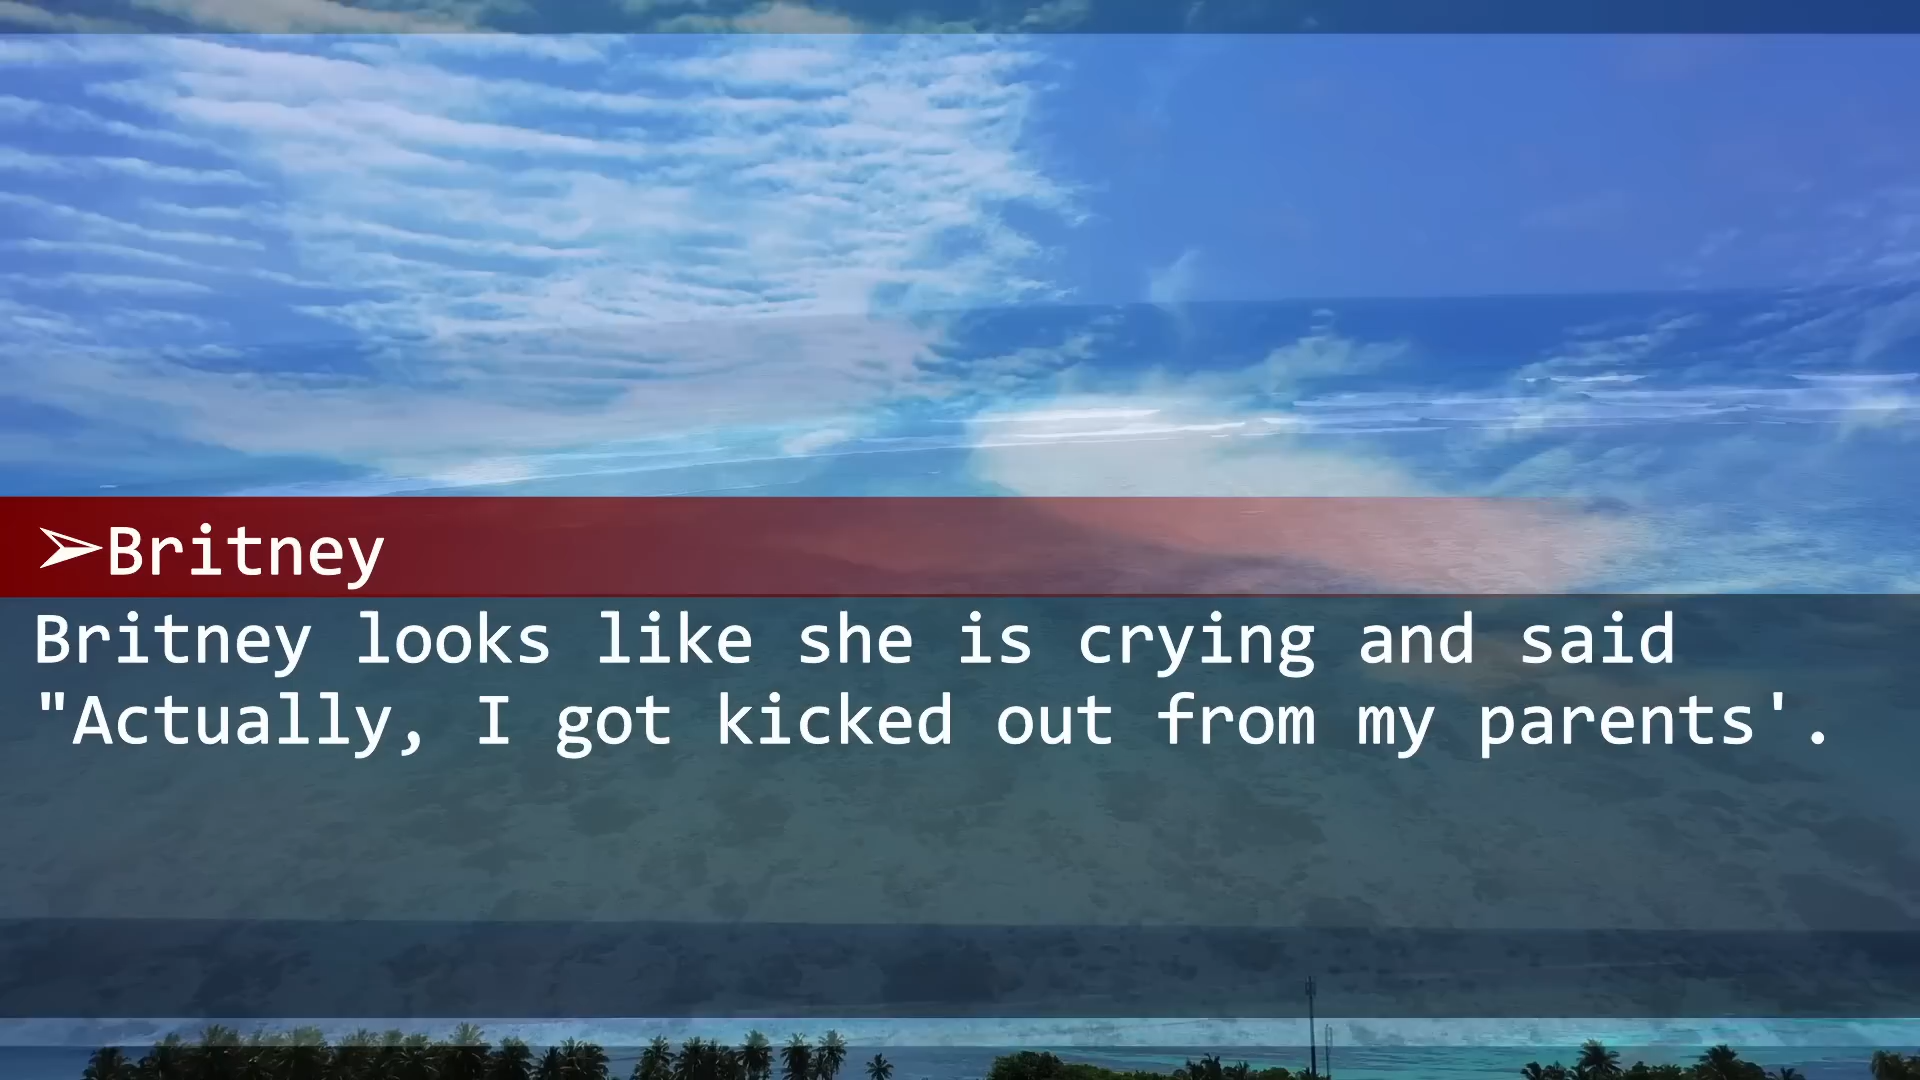 ➢Britney
Britney looks like she is crying and said
"Actually, I got kicked out from my parents'.